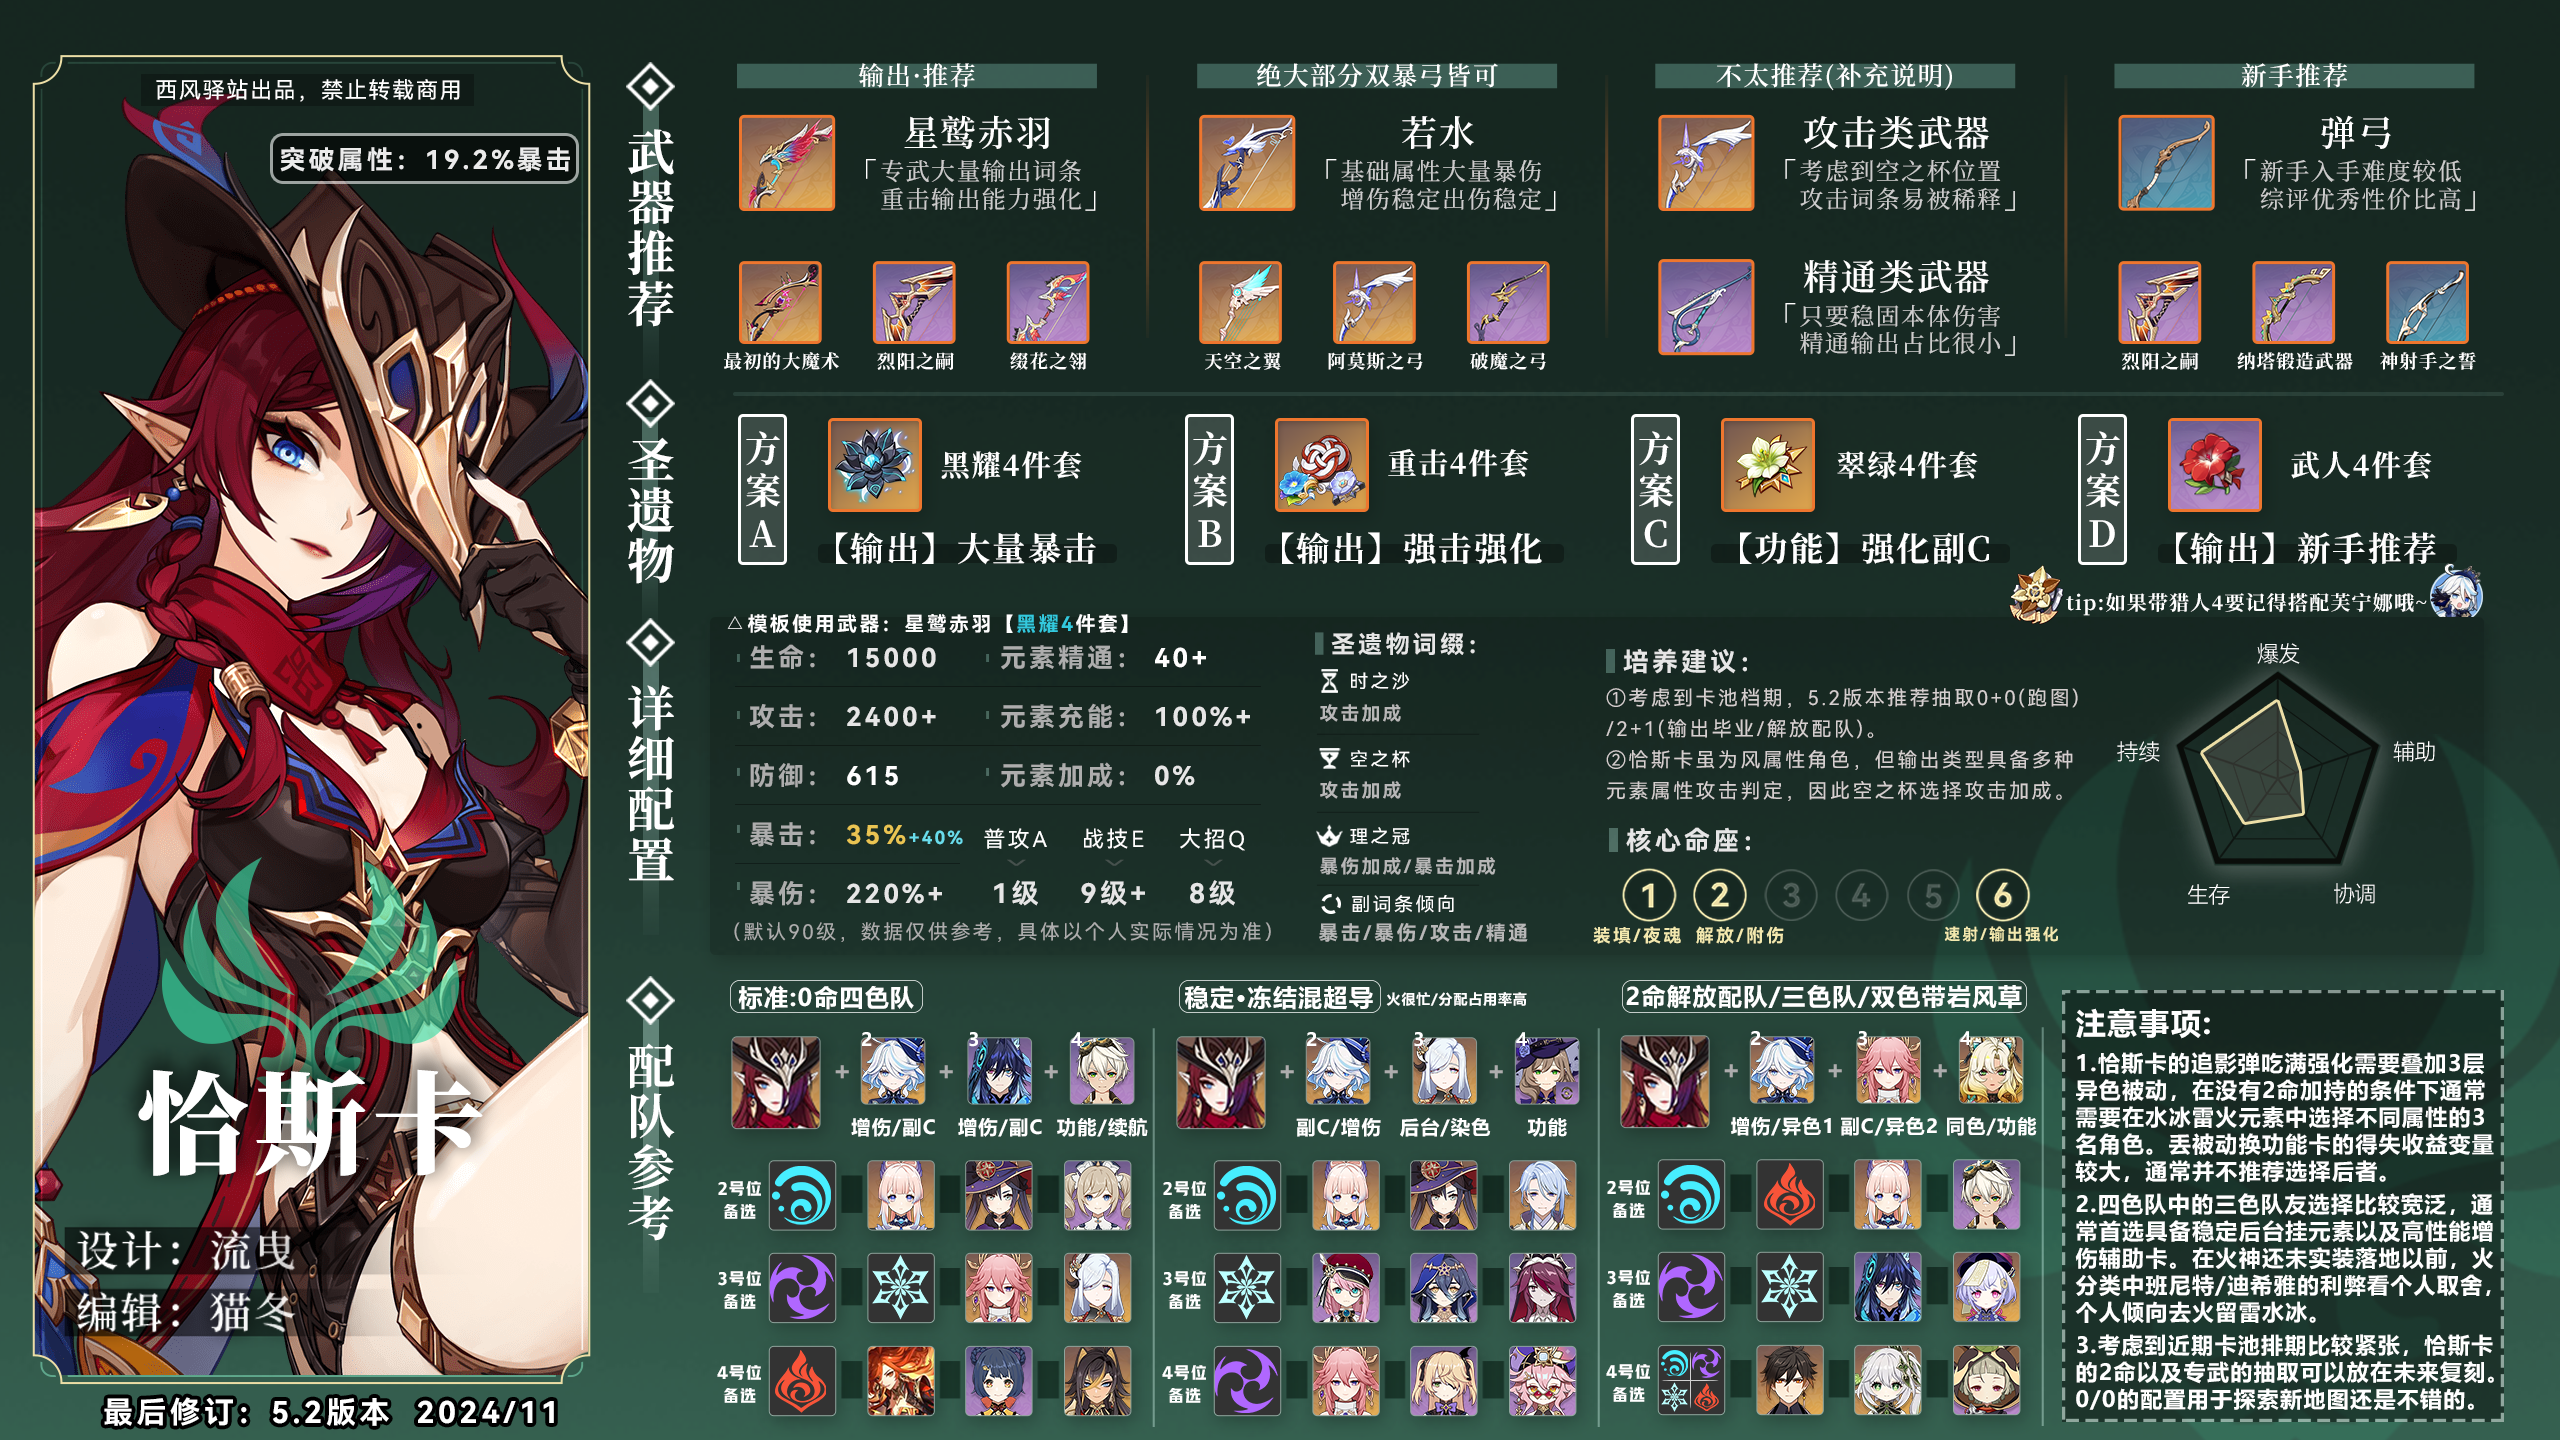 西风驿站出品，禁止转载商用
突破属性：19.2%暴击
恰斯卡
设计：流曳
编辑：猫冬
最后修订：5.2版本 2024/11
武器推荐
输出·推荐
星鹫赤羽
「专武大量输出词条
重击输出能力强化」
最初的大魔术
烈阳之嗣
缀花之翎
绝大部分双暴弓皆可
若水
「基础属性大量暴伤
增伤稳定出伤稳定」
天空之翼
阿莫斯之弓
破魔之弓
不太推荐(补充说明)
攻击类武器
「考虑到空之杯位置
攻击词条易被稀释」
精通类武器
「只要稳固本体伤害
精通输出占比很小」
新手推荐
弹弓
「新手入手难度较低
综评优秀性价比高」
烈阳之嗣
纳塔锻造武器
神射手之誓
圣遗物
方案A
黑耀4件套
【输出】大量暴击
方案B
重击4件套
【输出】强击强化
方案C
翠绿4件套
【功能】强化副C
方案D
武人4件套
【输出】新手推荐
tip:如果带猎人4要记得搭配芙宁娜哦~
详细配置
△模板使用武器：星鹫赤羽【黑耀4件套】
生命： 15000 元素精通： 40+
攻击： 2400+ 元素充能： 100%+
防御： 615 元素加成： 0%
暴击： 35%+40% 普攻A 战技E 大招Q
暴伤： 220%+ 1级 9级+ 8级
(默认90级，数据仅供参考，具体以个人实际情况为准)
圣遗物词缀：
时之沙
攻击加成
空之杯
攻击加成
理之冠
暴伤加成/暴击加成
副词条倾向
暴击/暴伤/攻击/精通
培养建议：
①考虑到卡池档期，5.2版本推荐抽取0+0(跑图)
/2+1(输出毕业/解放配队)。
②恰斯卡虽为风属性角色，但输出类型具备多种
元素属性攻击判定，因此空之杯选择攻击加成。
核心命座：
1 2 3 4 5 6
装填/夜魂 解放/附伤 速射/输出强化
爆发
持续 辅助
生存 协调
配队参考
标准:0命四色队
2 3 4
+ + +
增伤/副C 增伤/副C 功能/续航
2号位
备选
3号位
备选
4号位
备选
稳定·冻结混超导 火很忙/分配占用率高
2 3 4
+ + +
副C/增伤 后台/染色 功能
2号位
备选
3号位
备选
4号位
备选
2命解放配队/三色队/双色带岩风草
2 3 4
+ + +
增伤/异色1 副C/异色2 同色/功能
2号位
备选
3号位
备选
4号位
备选
注意事项:
1.恰斯卡的追影弹吃满强化需要叠加3层
异色被动，在没有2命加持的条件下通常
需要在水冰雷火元素中选择不同属性的3
名角色。丢被动换功能卡的得失收益变量
较大，通常并不推荐选择后者。
2.四色队中的三色队友选择比较宽泛，通
常首选具备稳定后台挂元素以及高性能增
伤辅助卡。在火神还未实装落地以前，火
分类中班尼特/迪希雅的利弊看个人取舍，
个人倾向去火留雷水冰。
3.考虑到近期卡池排期比较紧张，恰斯卡
的2命以及专武的抽取可以放在未来复刻。
0/0的配置用于探索新地图还是不错的。